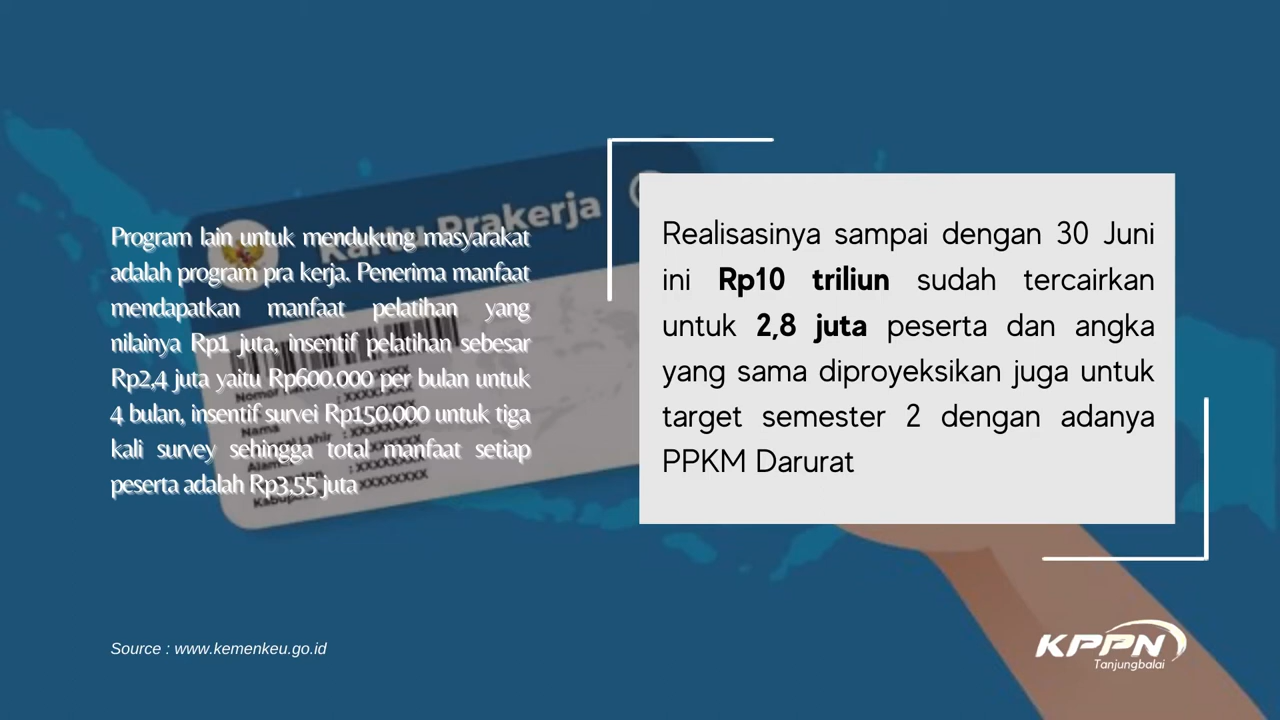 Program lain untuk mendukung masyarakat
adalah program pra kerja. Penerima manfaat
mendapatkan manfaat pelatihan yang
nilainya Rp1 juta, insentif pelatihan sebesar
Rp2,4 juta yaitu Rp600.000 per bulan untuk
4 bulan, insentif survei Rp150.000 untuk tiga
kali survey sehingga total manfaat setiap
peserta adalah Rp3,55 juta
Kartu Prakerja
Nama
Realisasinya sampai dengan 30 Juni
ini Rp10 triliun sudah tercairkan
untuk 2,8 juta peserta dan angka
yang sama diproyeksikan juga untuk
target semester 2 dengan adanya
PPKM Darurat
Source : www.kemenkeu.go.id
KPPN
Tanjungbalai